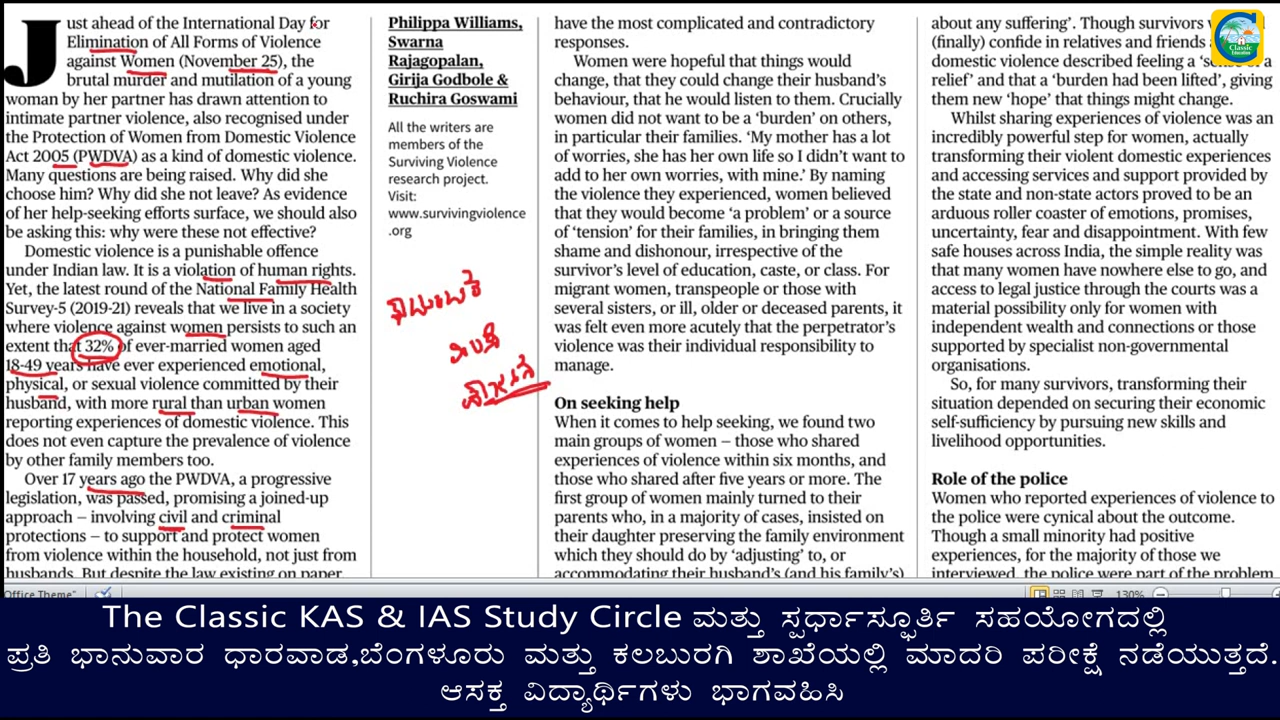 Just ahead of the International Day for
Elimination of All Forms of Violence
against Women (November 25), the
brutal murder and mutilation of a young
woman by her partner has drawn attention to
intimate partner violence, also recognised under
the Protection of Women from Domestic Violence
Act 2005 (PWDVA) as a kind of domestic violence.
Many questions are being raised. Why did she
choose him? Why did she not leave? As evidence
of her help-seeking efforts surface, we should also
be asking this: why were these not effective?
Domestic violence is a punishable offence
under Indian law. It is a violation of human rights.
Yet, the latest round of the National Family Health
Survey-5 (2019-21) reveals that we live in a society
where violence against women persists to such an
extent that 32% of ever-married women aged
18-49 years have ever experienced emotional,
physical, or sexual violence committed by their
husband, with more rural than urban women
reporting experiences of domestic violence. This
does not even capture the prevalence of violence
by other family members too.
Over 17 years ago the PWDVA, a progressive
legislation, was passed, promising a joined-up
approach – involving civil and criminal
protections – to support and protect women
from violence within the household, not just from
husbands. But despite the law existing on paper
Philippa Williams,
Swarna
Rajagopalan,
Girija Godbole &
Ruchira Goswami
All the writers are
members of the
Surviving Violence
research project.
Visit:
www.survivingviolence
.org
have the most complicated and contradictory
responses.
Women were hopeful that things would
change, that they could change their husband's
behaviour, that he would listen to them. Crucially
women did not want to be a 'burden' on others,
in particular their families. 'My mother has a lot
of worries, she has her own life so I didn't want to
add to her own worries, with mine.' By naming
the violence they experienced, women believed
that they would become 'a problem' or a source
of 'tension' for their families, in bringing them
shame and dishonour, irrespective of the
survivor's level of education, caste, or class. For
migrant women, transpeople or those with
several sisters, or ill, older or deceased parents, it
was felt even more acutely that the perpetrator's
violence was their individual responsibility to
manage.
On seeking help
When it comes to help seeking, we found two
main groups of women – those who shared
experiences of violence within six months, and
those who shared after five years or more. The
first group of women mainly turned to their
parents who, in a majority of cases, insisted on
their daughter preserving the family environment
which they should do by 'adjusting' to, or
accommodating their husband's (and his family's)
about any suffering'. Though survivors
(finally) confide in relatives and friends
domestic violence described feeling a 'sense of a
relief' and that a 'burden had been lifted', giving
them new 'hope' that things might change.
Whilst sharing experiences of violence was an
incredibly powerful step for women, actually
transforming their violent domestic experiences
and accessing services and support provided by
the state and non-state actors proved to be an
arduous roller coaster of emotions, promises,
uncertainty, fear and disappointment. With few
safe houses across India, the simple reality was
that many women have nowhere else to go, and
access to legal justice through the courts was a
material possibility only for women with
independent wealth and connections or those
supported by specialist non-governmental
organisations.
So, for many survivors, transforming their
situation depended on securing their economic
self-sufficiency by pursuing new skills and
livelihood opportunities.
Role of the police
Women who reported experiences of violence to
the police were cynical about the outcome.
Though a small minority had positive
experiences, for the majority of those we
interviewed, the police were part of the problem
Classic
Education
Office Theme"
130%
The Classic KAS & IAS Study Circle ಮತ್ತು ಸ್ಪರ್ಧಾಸ್ಫೂರ್ತಿ ಸಹಯೋಗದಲ್ಲಿ
ಪ್ರತಿ ಭಾನುವಾರ ಧಾರವಾಡ,ಬೆಂಗಳೂರು ಮತ್ತು ಕಲಬುರಗಿ ಶಾಖೆಯಲ್ಲಿ ಮಾದರಿ ಪರೀಕ್ಷೆ ನಡೆಯುತ್ತದೆ.
ಆಸಕ್ತ ವಿದ್ಯಾರ್ಥಿಗಳು ಭಾಗವಹಿಸಿ